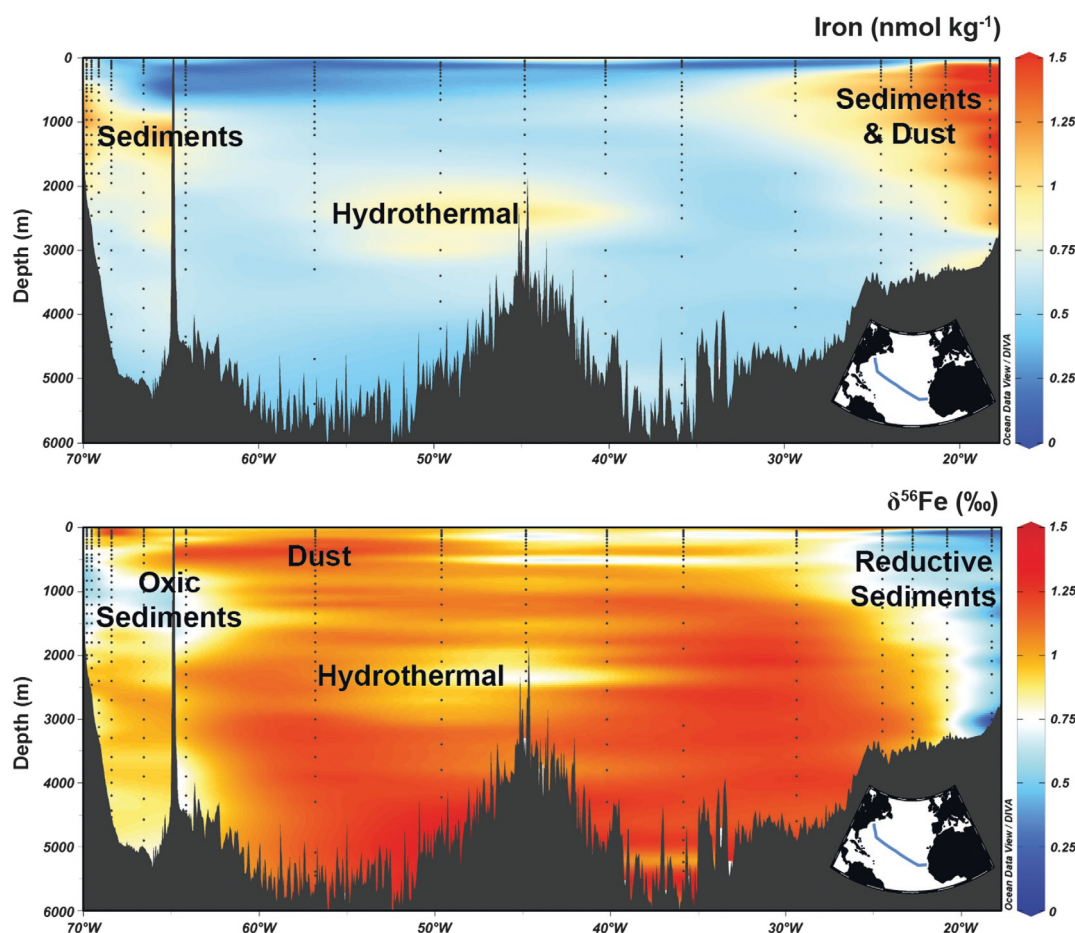 Iron (nmol kg⁻¹)
0
1000
2000
3000
4000
5000
6000
Depth (m)
Sediments
Hydrothermal
Sediments
& Dust
70°W
60°W
50°W
40°W
30°W
20°W
1.5
1.25
1
0.75
0.5
0.25
0
Ocean Data View / DIVA
δ⁵⁶Fe (‰)
0
1000
2000
3000
4000
5000
6000
Depth (m)
Dust
Oxic
Sediments
Hydrothermal
Reductive
Sediments
70°W
60°W
50°W
40°W
30°W
20°W
1.5
1.25
1
0.75
0.5
0.25
0
Ocean Data View / DIVA